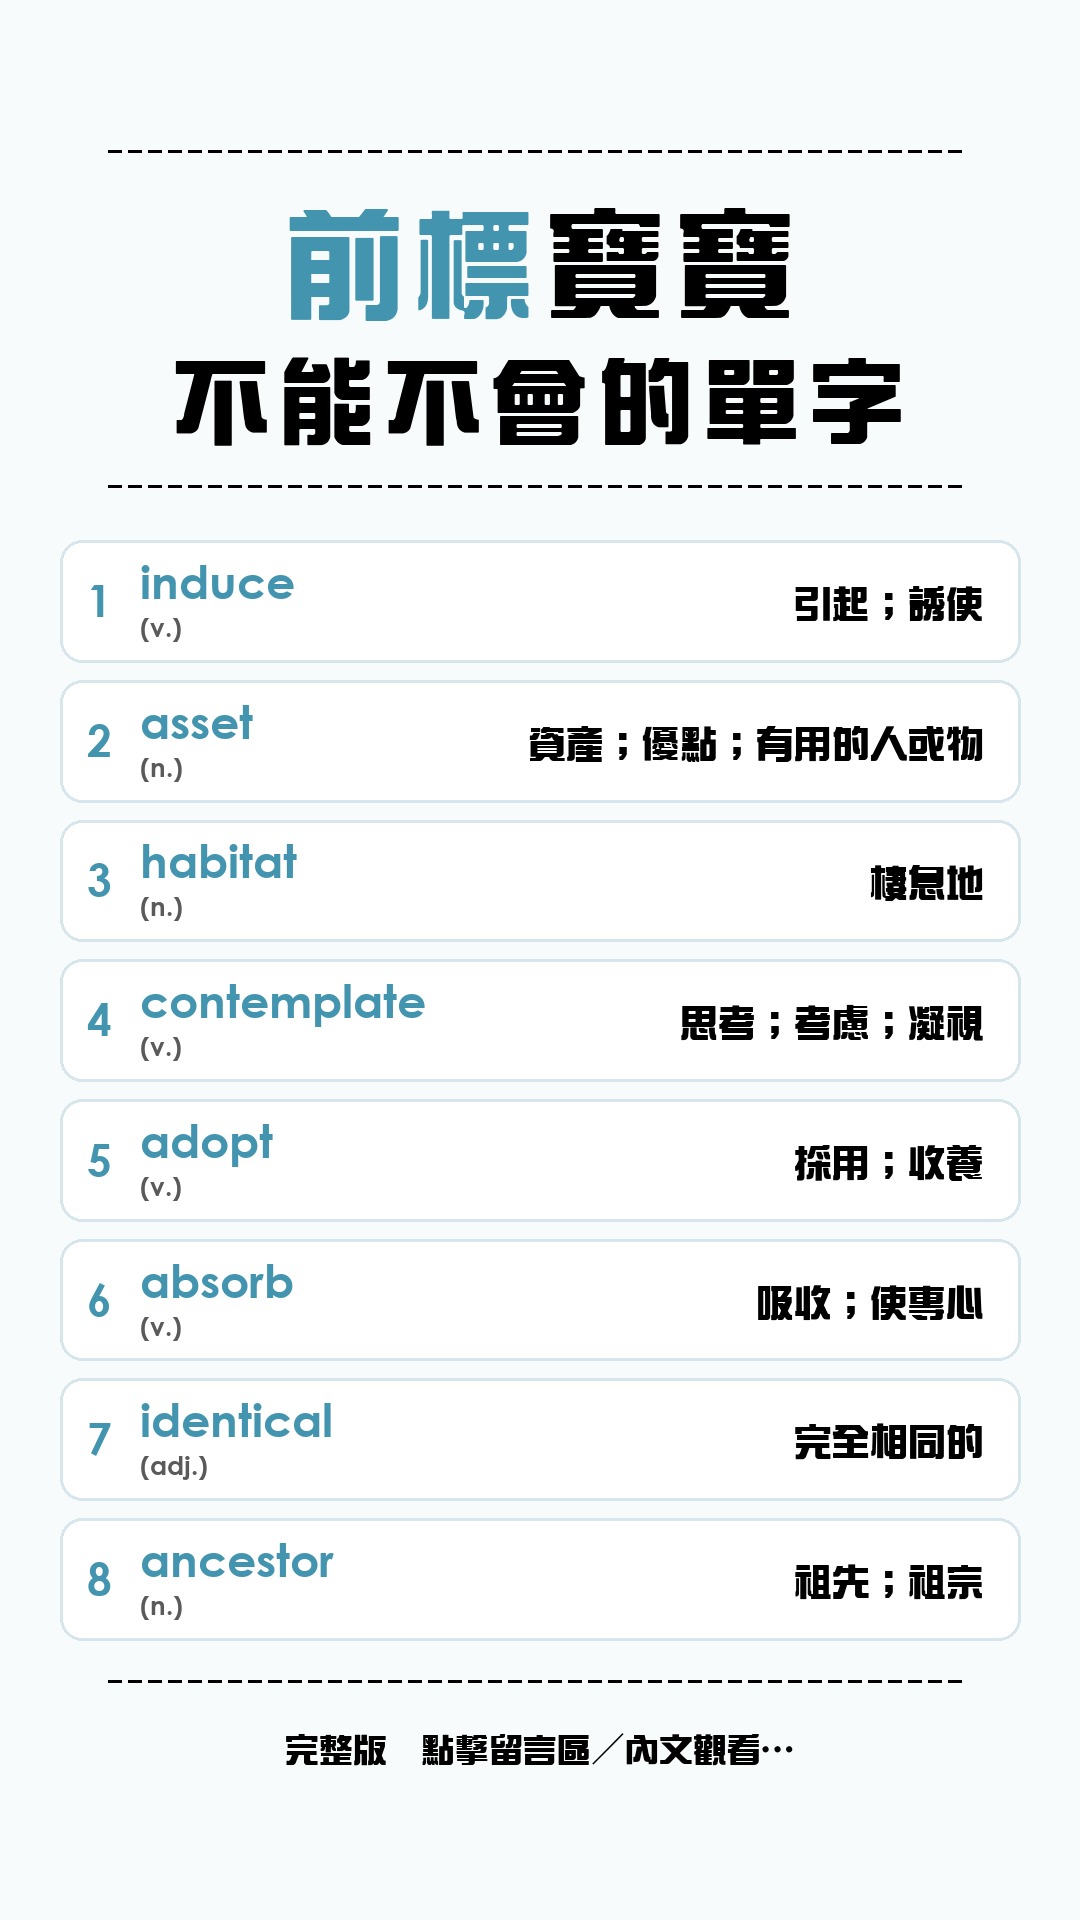 前標寶寶
不能不會的單字
1 induce 引起；誘使
(v.)
2 asset 資產；優點；有用的人或物
(n.)
3 habitat 棲息地
(n.)
4 contemplate 思考；考慮；凝視
(v.)
5 adopt 採用；收養
(v.)
6 absorb 吸收；使專心
(v.)
7 identical 完全相同的
(adj.)
8 ancestor 祖先；祖宗
(n.)
完整版　點擊留言區／內文觀看…